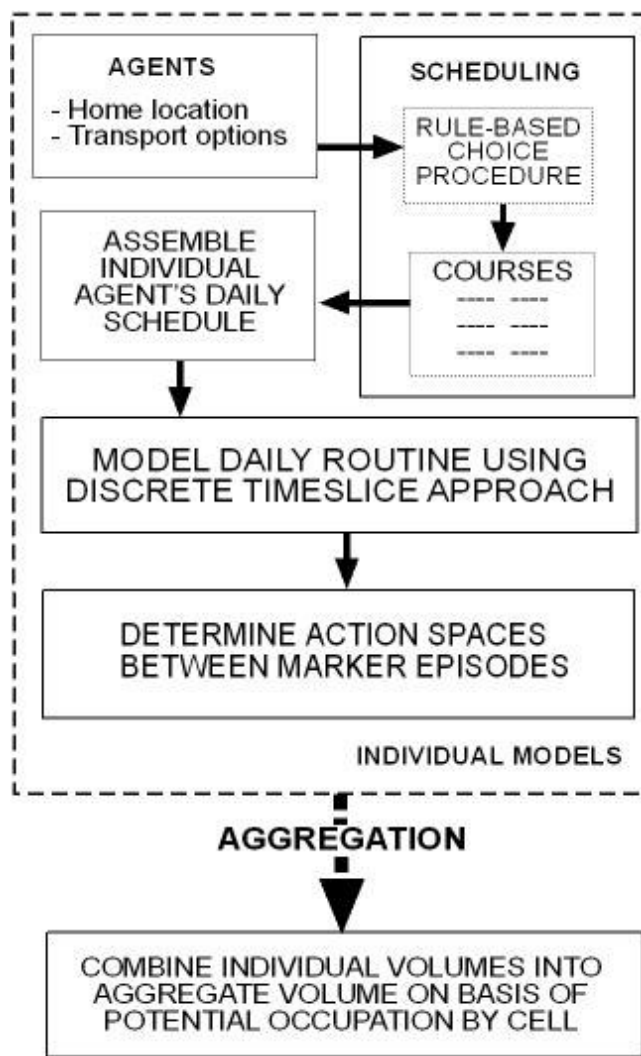 AGENTS
- Home location
- Transport options
SCHEDULING
RULE-BASED
CHOICE
PROCEDURE
COURSES
---- ----
---- ----
---- ----
ASSEMBLE
INDIVIDUAL
AGENT'S DAILY
SCHEDULE
MODEL DAILY ROUTINE USING
DISCRETE TIMESLICE APPROACH
DETERMINE ACTION SPACES
BETWEEN MARKER EPISODES
INDIVIDUAL MODELS
AGGREGATION
COMBINE INDIVIDUAL VOLUMES INTO
AGGREGATE VOLUME ON BASIS OF
POTENTIAL OCCUPATION BY CELL